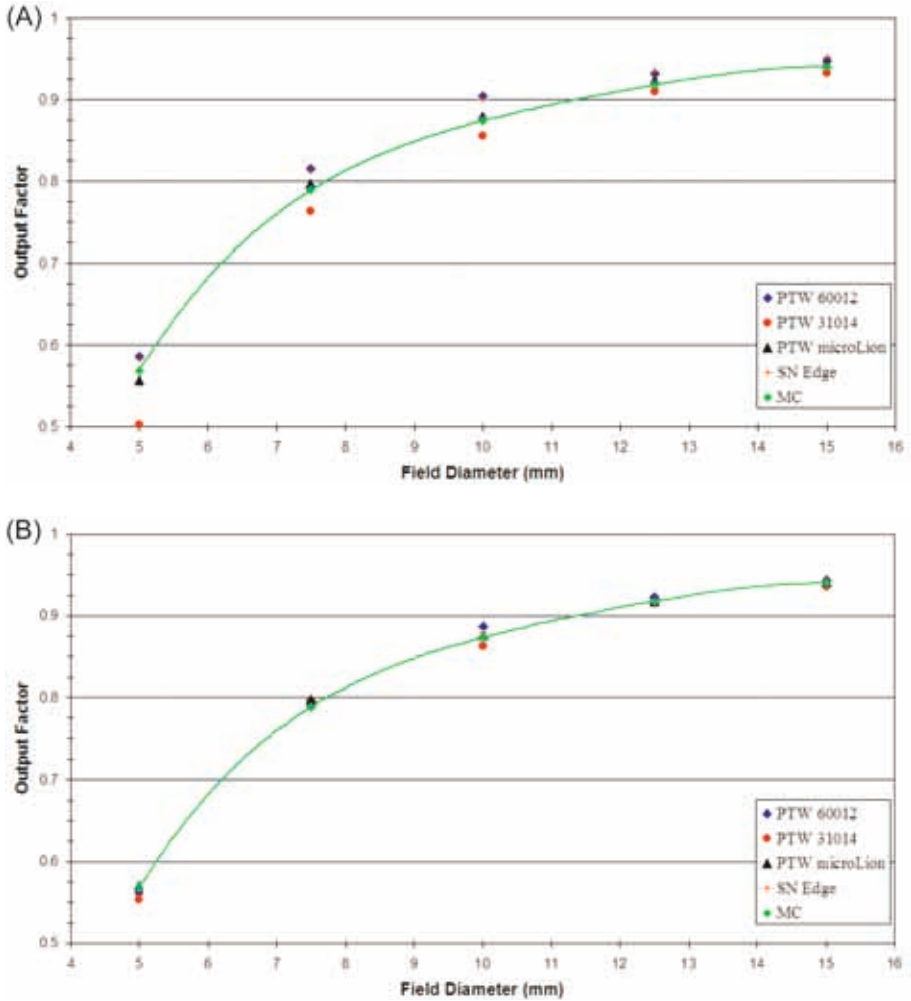 (A)
1
0.9
0.8
0.7
0.6
0.5
Output Factor
PTW 60012
PTW 31014
PTW microLion
SN Edge
MC
4 5 6 7 8 9 10 11 12 13 14 15 16
Field Diameter (mm)
(B)
1
0.9
0.8
0.7
0.6
0.5
Output Factor
PTW 60012
PTW 31014
PTW microLion
SN Edge
MC
4 5 6 7 8 9 10 11 12 13 14 15 16
Field Diameter (mm)